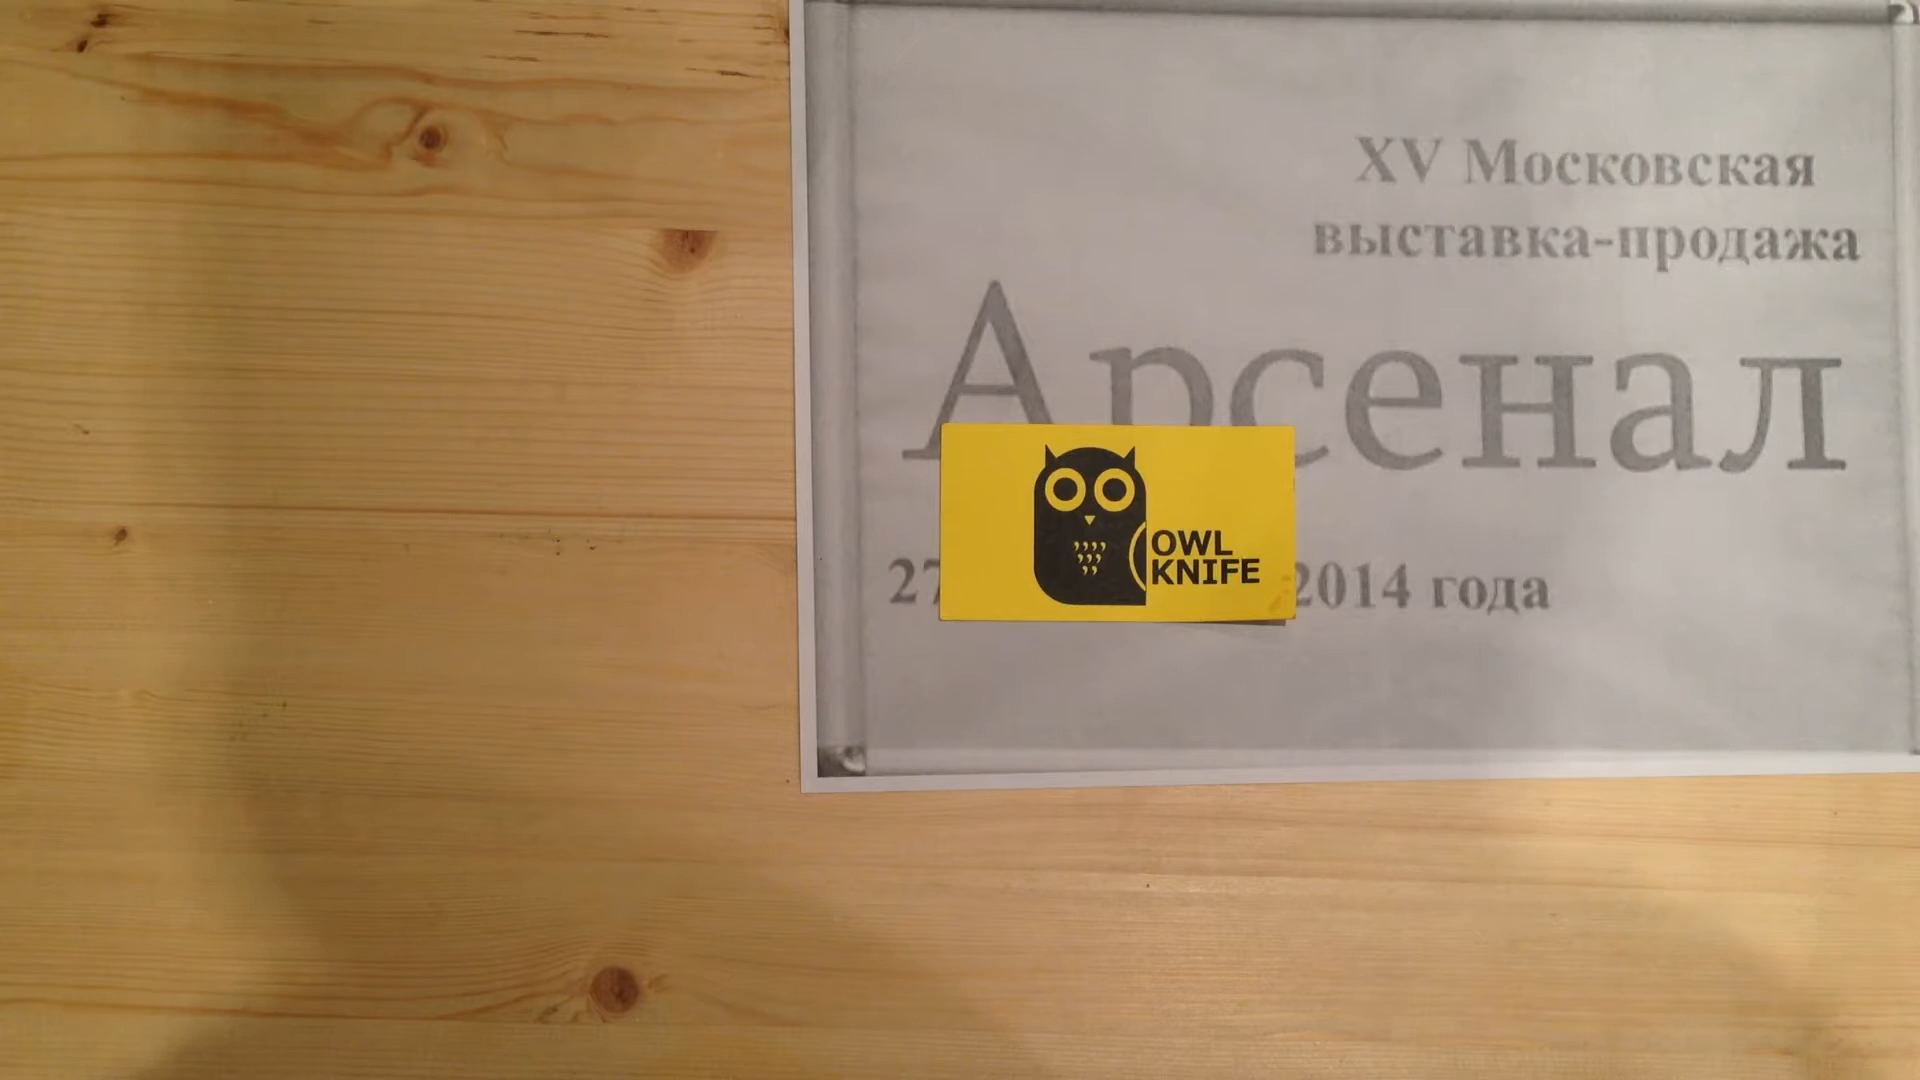 XV Московская
выставка-продажа
Арсенал
OWL
KNIFE
27
2014 года